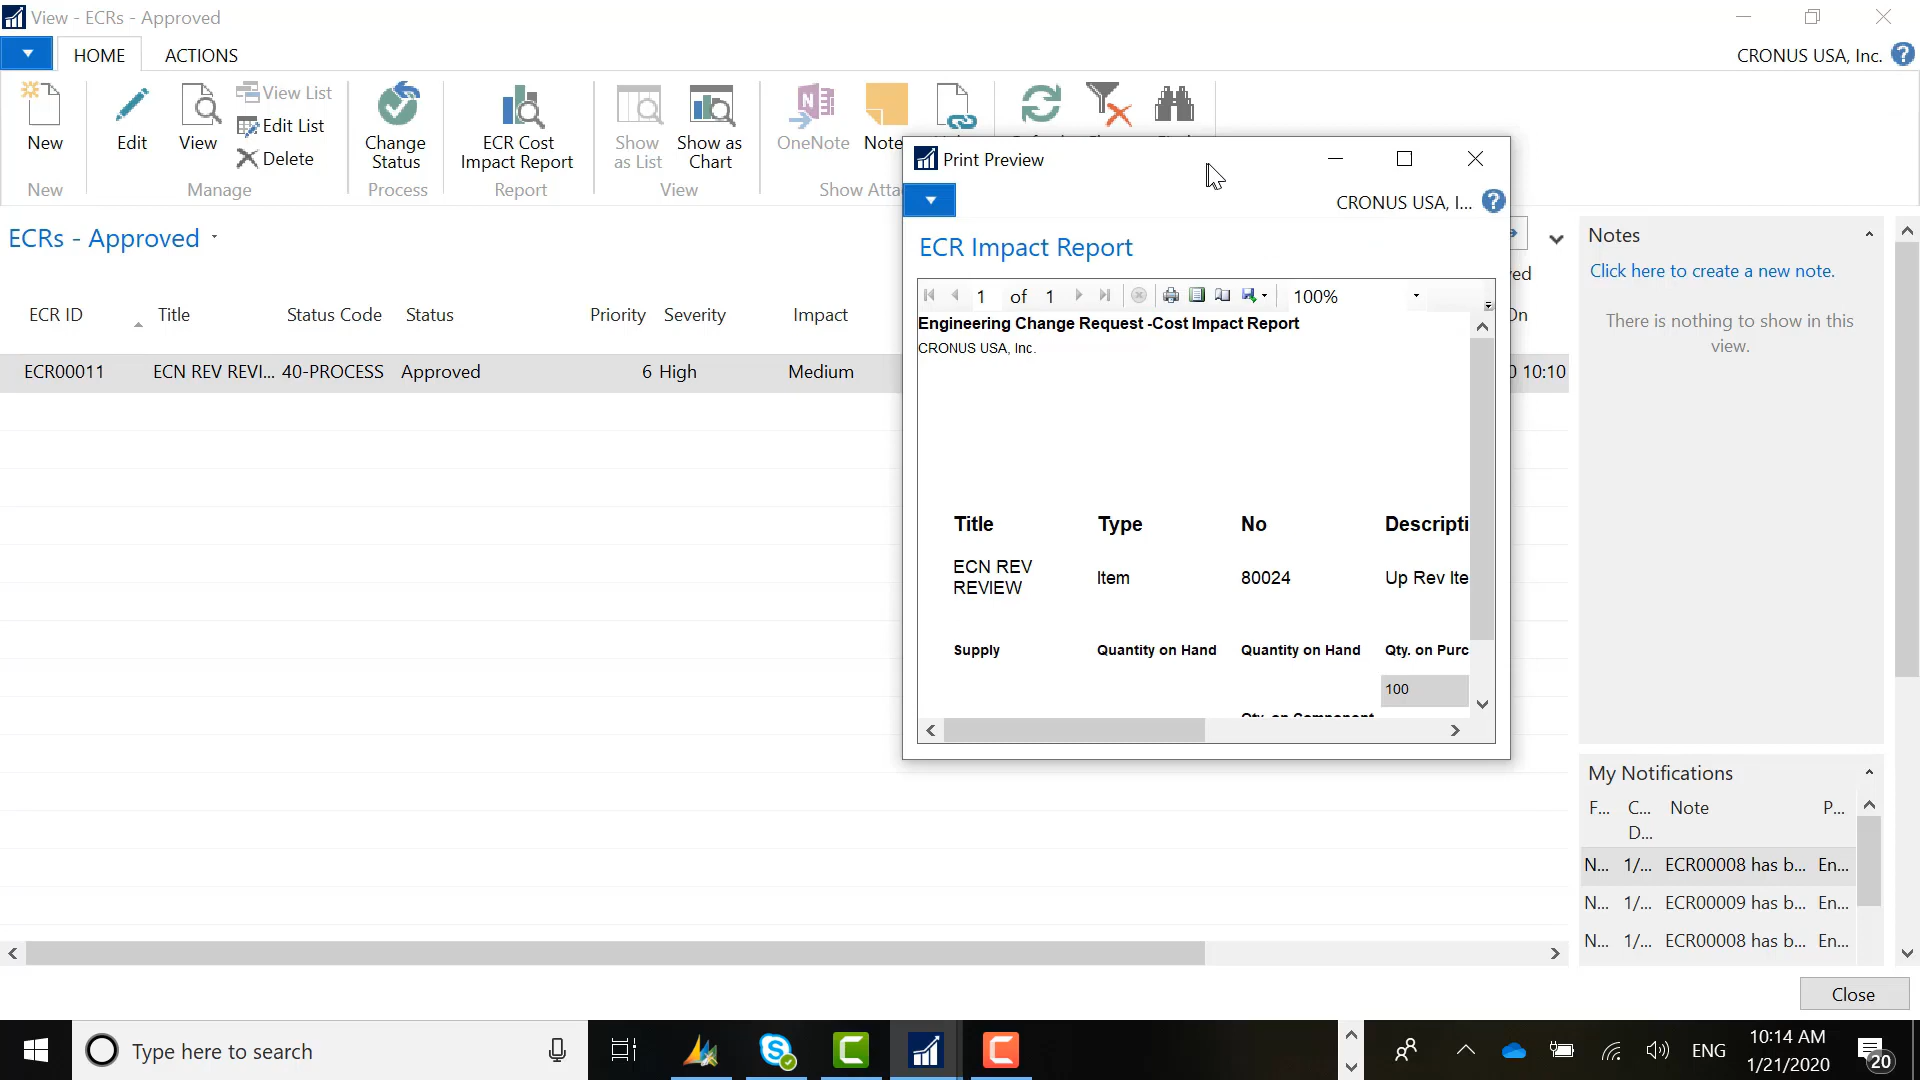 View - ECRs - Approved
HOME ACTIONS CRONUS USA, Inc.
New
Edit
View
View List
Edit List
Delete
Change Status
ECR Cost Impact Report
Show as List
Show as Chart
OneNote
Note
New Manage Process Report View Show Atta
ECRs - Approved
ECR ID Title Status Code Status Priority Severity Impact
ECR00011 ECN REV REVI... 40-PROCESS Approved 6 High Medium 0 10:10
Print Preview
CRONUS USA, I...
ECR Impact Report
1 of 1 100%
Engineering Change Request -Cost Impact Report
CRONUS USA, Inc.
Title Type No Descripti
ECN REV REVIEW Item 80024 Up Rev Ite
Supply Quantity on Hand Quantity on Hand Qty. on Purc
100
Qty. on Component
ed
On
Notes
Click here to create a new note.
There is nothing to show in this
view.
My Notifications
F... C... Note P...
D...
N... 1/... ECR00008 has b... En...
N... 1/... ECR00009 has b... En...
N... 1/... ECR00008 has b... En...
Close
Type here to search
ENG
10:14 AM
1/21/2020
20